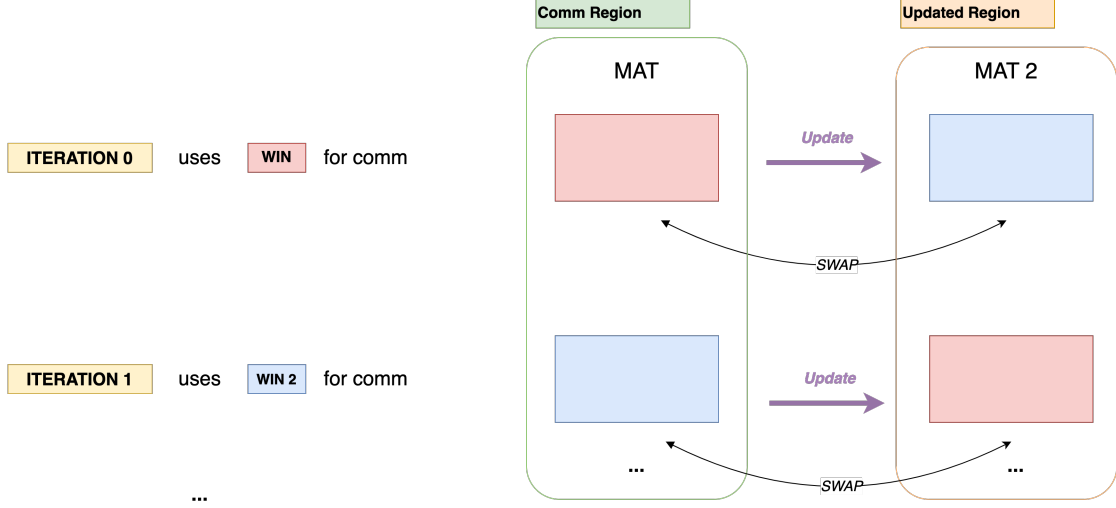 Comm Region
Updated Region
MAT
MAT 2
ITERATION 0 uses WIN for comm
Update
SWAP
ITERATION 1 uses WIN 2 for comm
Update
...
...
SWAP
...